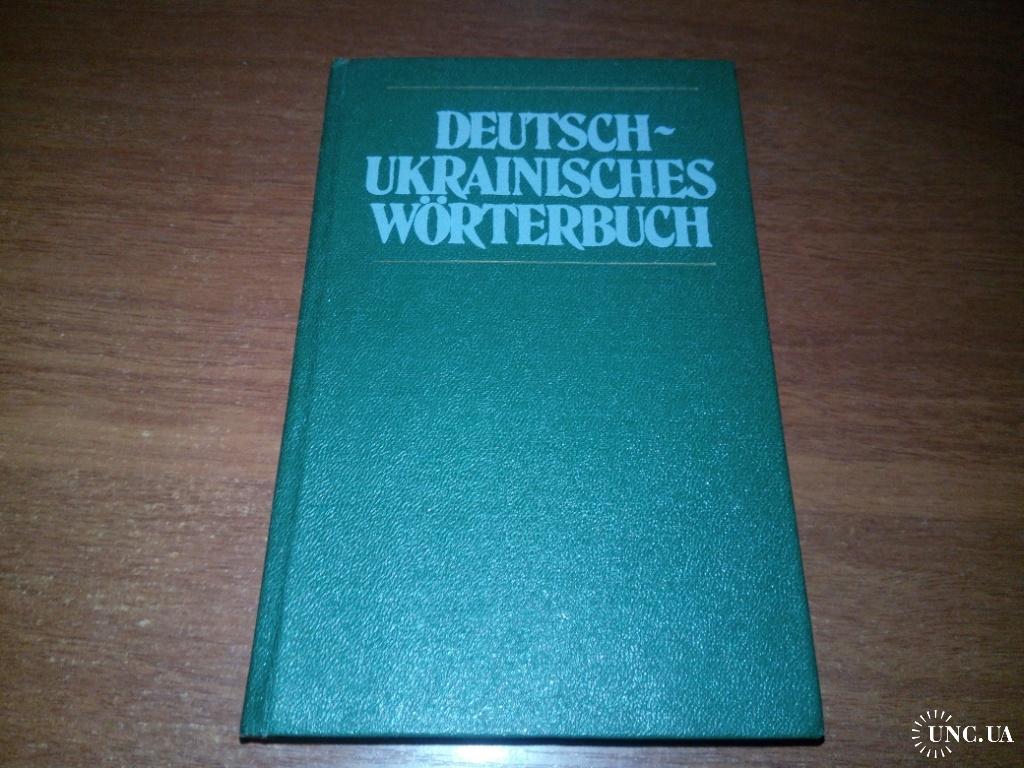 DEUTSCH-
UKRAINISCHES
WÖRTERBUCH
UNC.UA